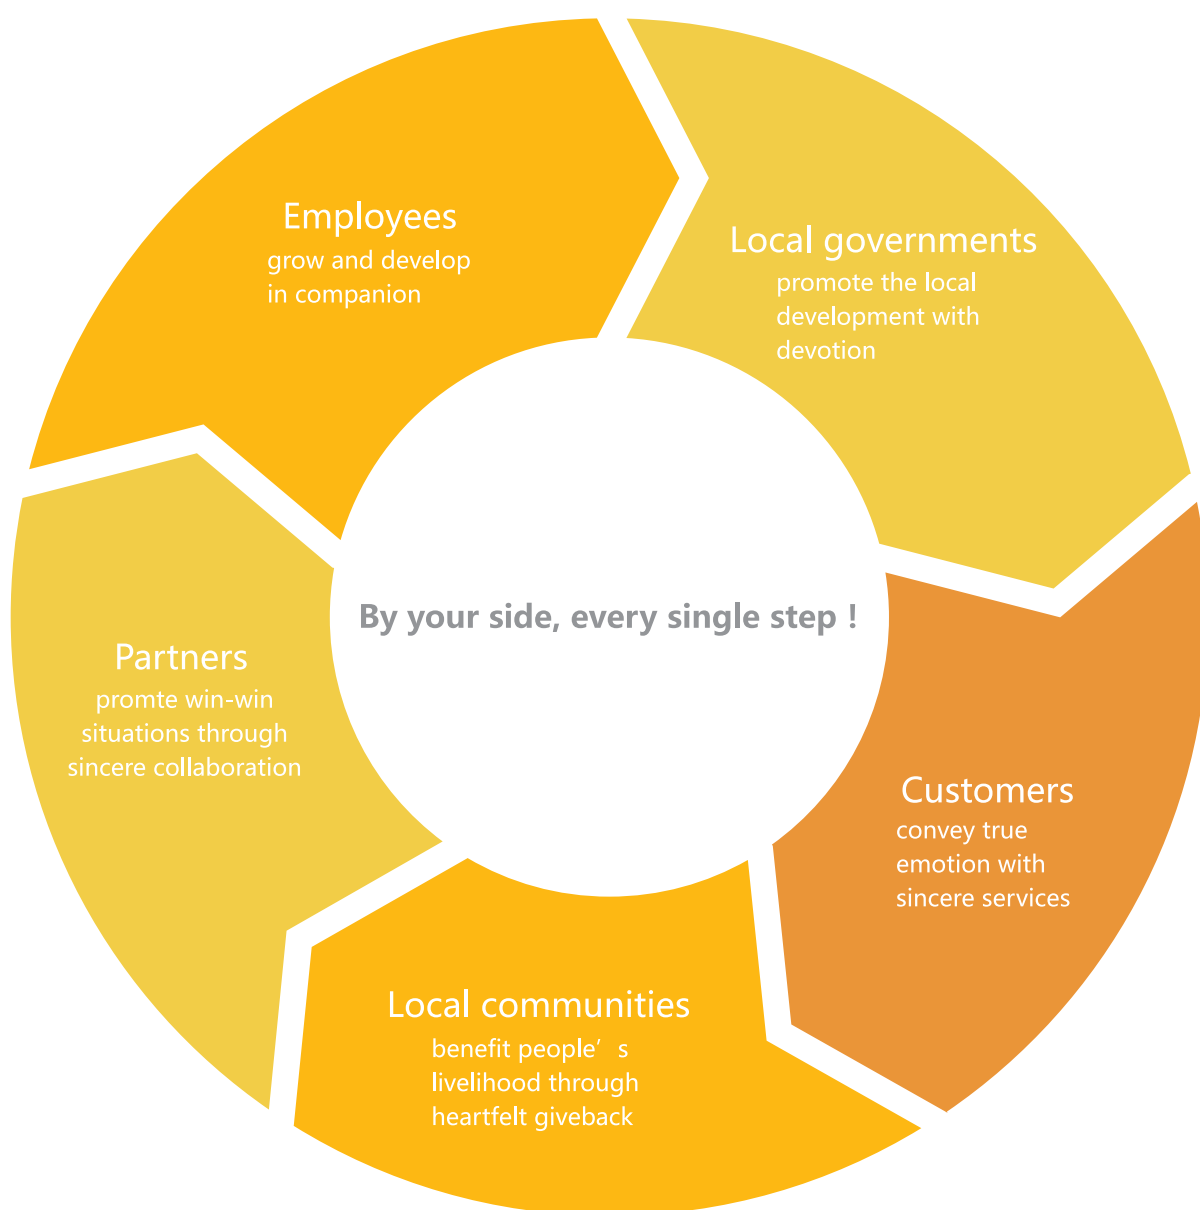 Employees
grow and develop
in companion
Local governments
promote the local
development with
devotion
By your side, every single step !
Partners
promte win-win
situations through
sincere collaboration
Customers
convey true
emotion with
sincere services
Local communities
benefit people’ s
livelihood through
heartfelt giveback